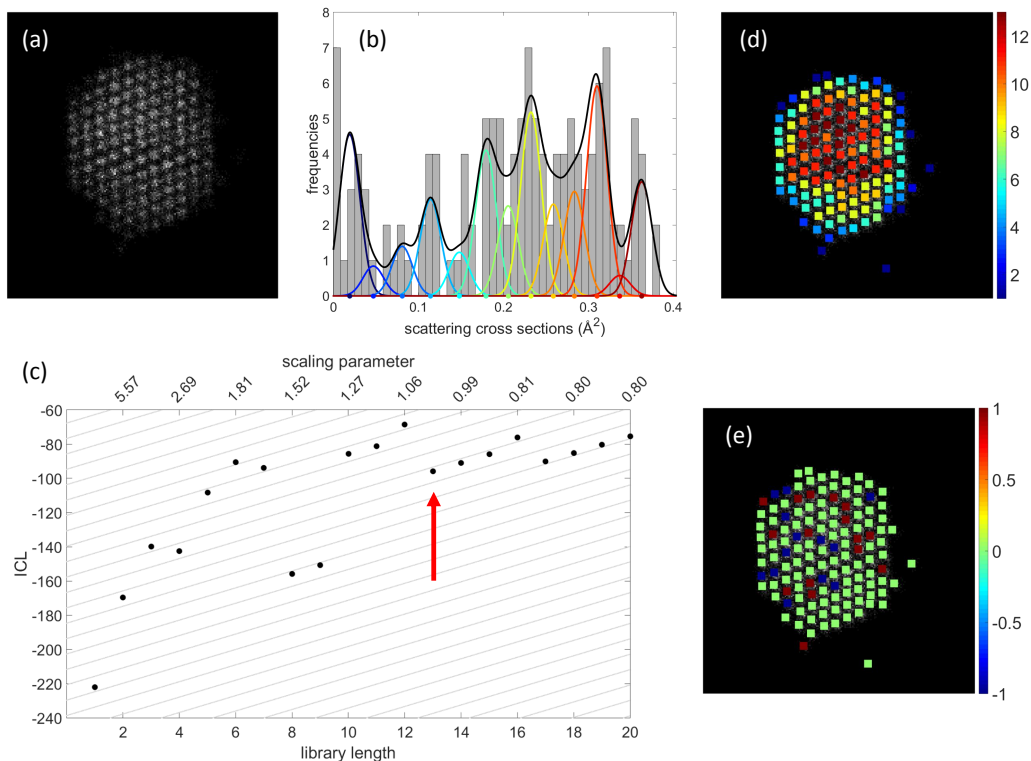 (a)
(b)
8
7
6
5
4
3
2
1
0
frequencies
0 0.1 0.2 0.3 0.4
scattering cross sections (Å²)
(d)
12
10
8
6
4
2
(c)
scaling parameter
5.57 2.69 1.81 1.52 1.27 1.06 0.99 0.81 0.80 0.80
-60
-80
-100
-120
-140
-160
-180
-200
-220
-240
ICL
2 4 6 8 10 12 14 16 18 20
library length
(e)
1
0.5
0
-0.5
-1